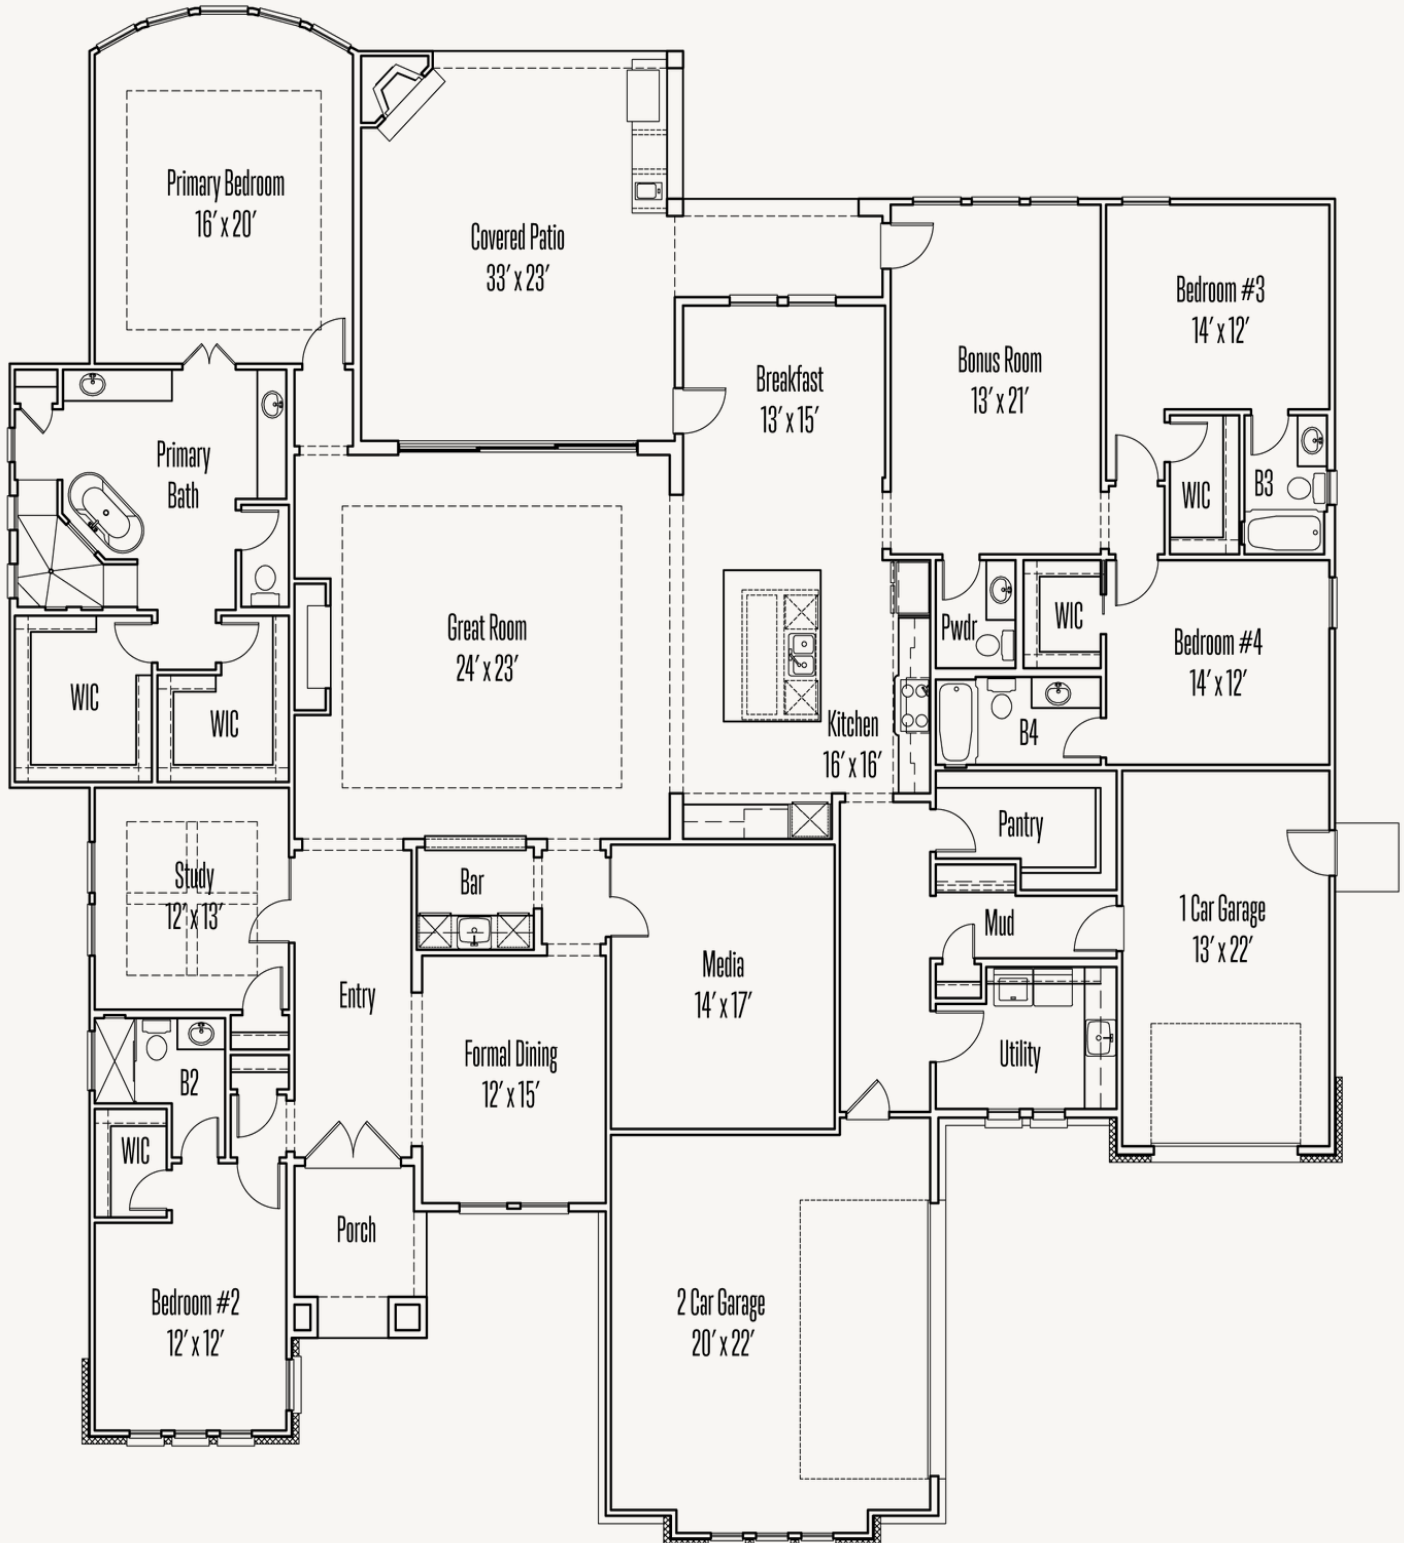 Primary Bedroom
16' x 20'
Covered Patio
33' x 23'
Bedroom #3
14' x 12'
Breakfast
13' x 15'
Bonus Room
13' x 21'
Primary
Bath
WIC
B3
Great Room
24' x 23'
Pwdr
WIC
Bedroom #4
14' x 12'
WIC
WIC
Kitchen
16' x 16'
B4
Pantry
Study
12' x 13'
Bar
Mud
1 Car Garage
13' x 22'
Entry
Media
14' x 17'
Formal Dining
12' x 15'
Utility
B2
WIC
Porch
Bedroom #2
12' x 12'
2 Car Garage
20' x 22'